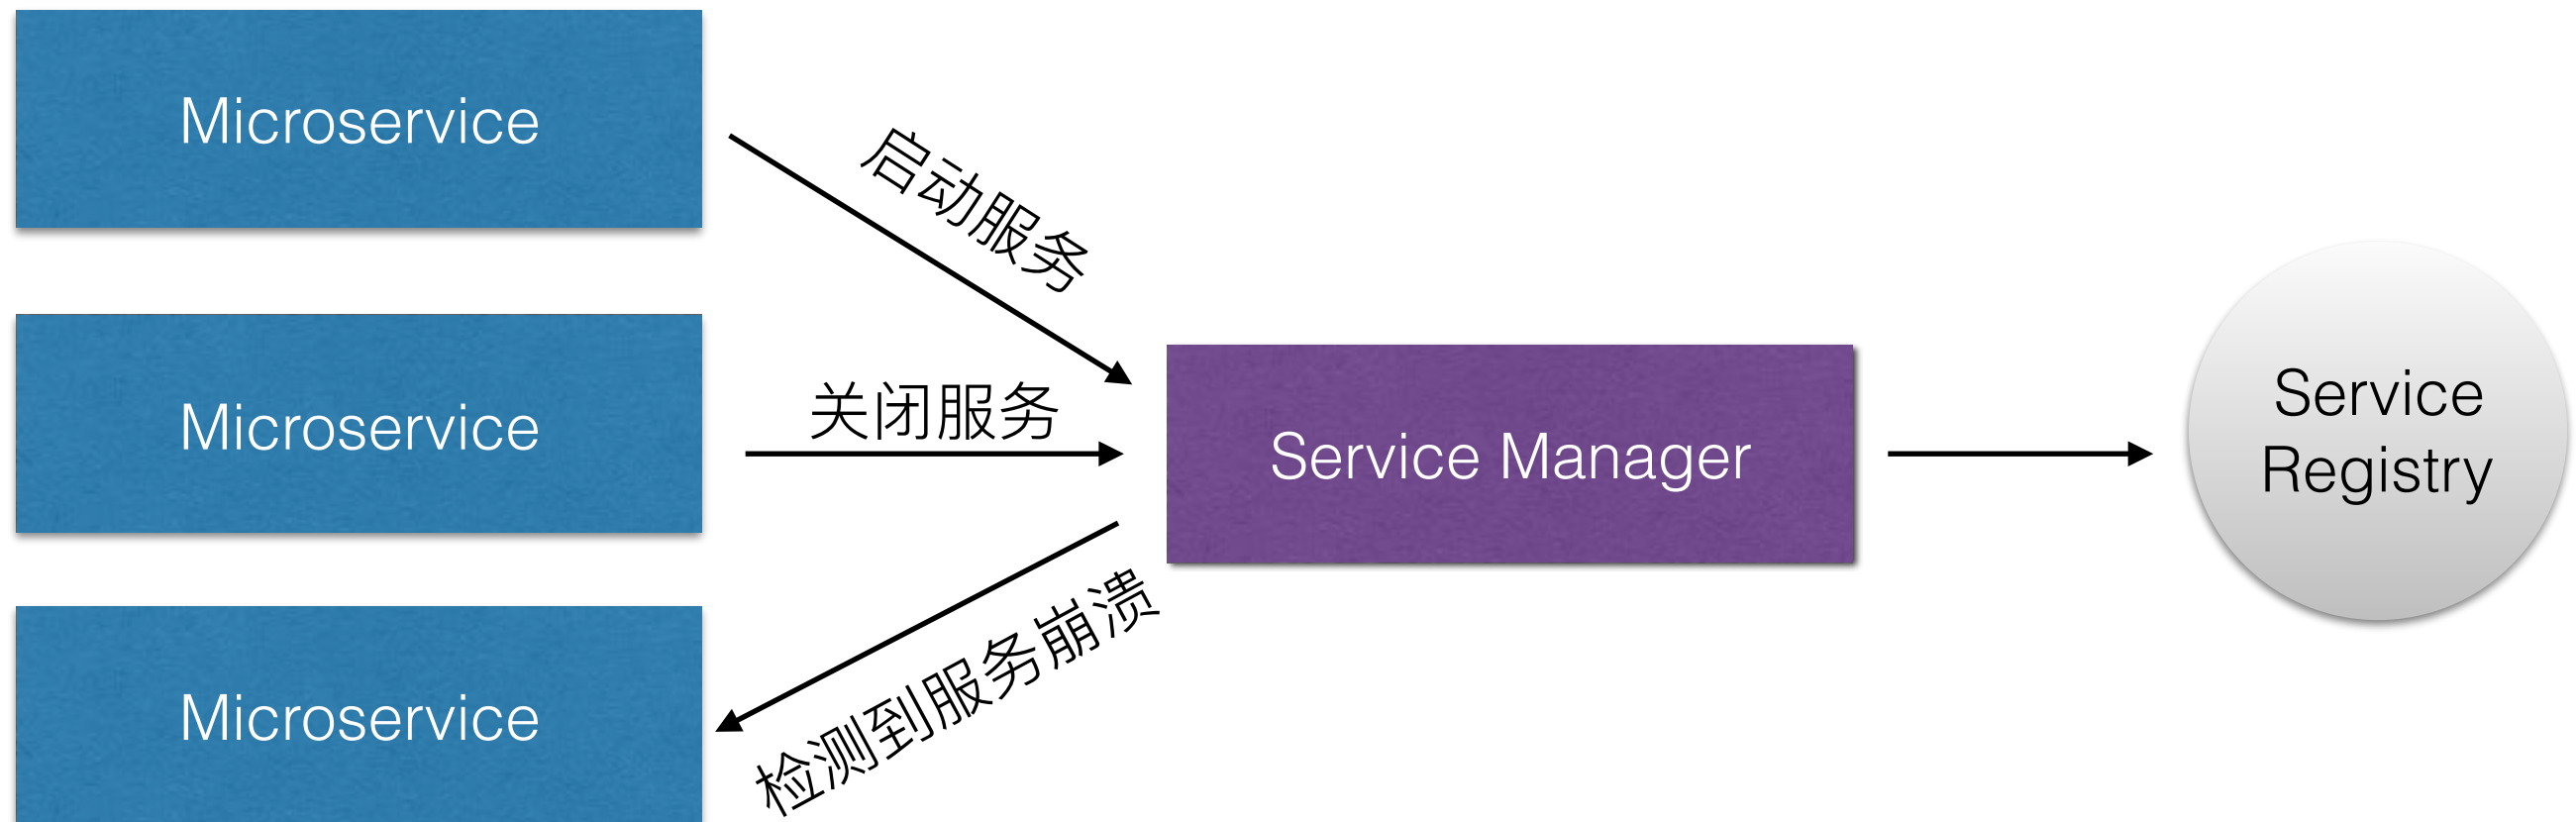 Microservice
启动服务
Microservice
关闭服务
Service Manager
Service
Registry
Microservice
检测到服务崩溃